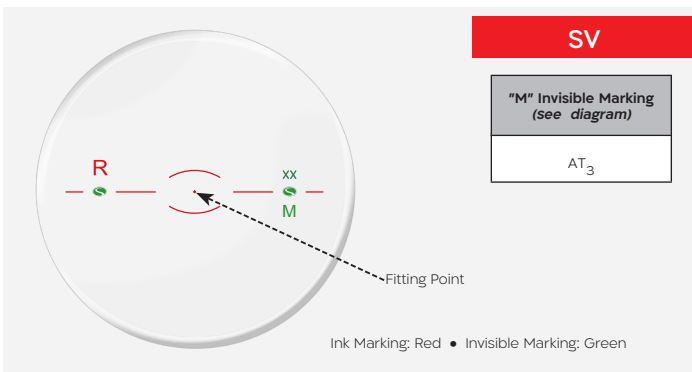 SV
"M" Invisible Marking
(see diagram)
AT3
R
xx
M
Fitting Point
Ink Marking: Red • Invisible Marking: Green